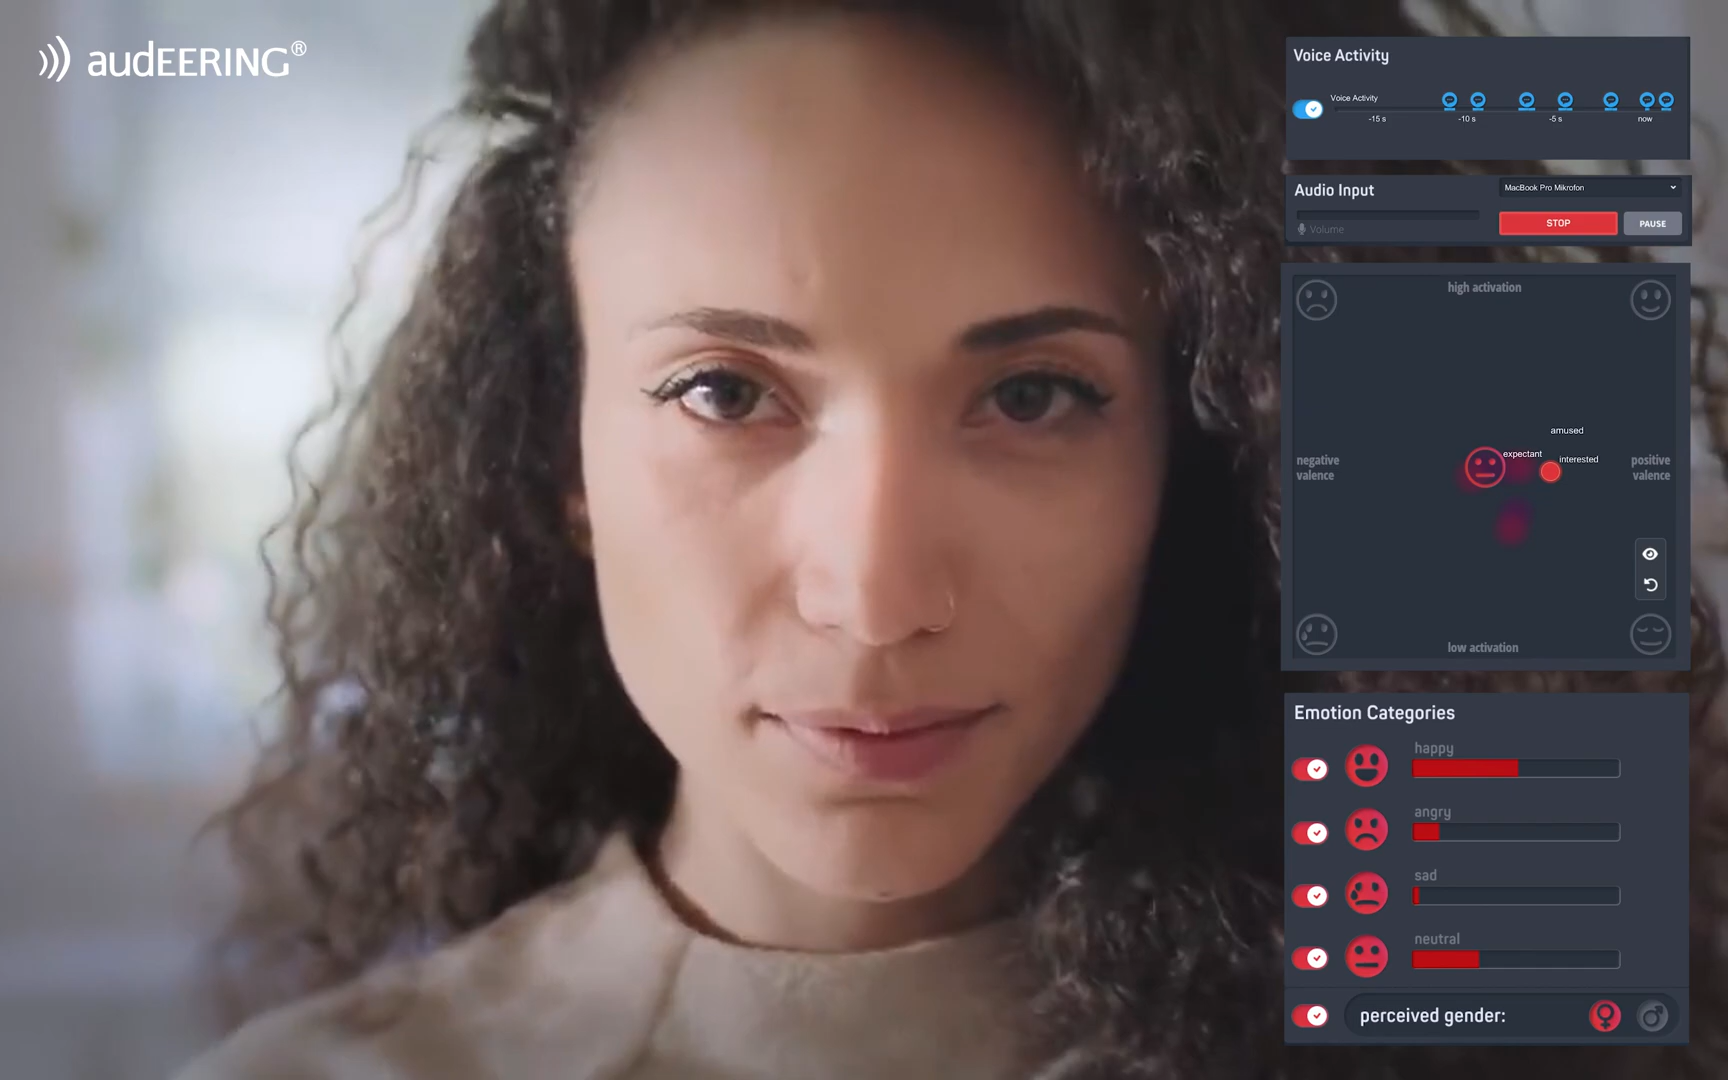 audEERING®
Voice Activity
Voice Activity
-15 s
-10 s
-5 s
now
Audio Input
MacBook Pro Mikrofon
Volume
STOP
PAUSE
high activation
amused
expectant
interested
negative
valence
positive
valence
low activation
Emotion Categories
happy
angry
sad
neutral
perceived gender: